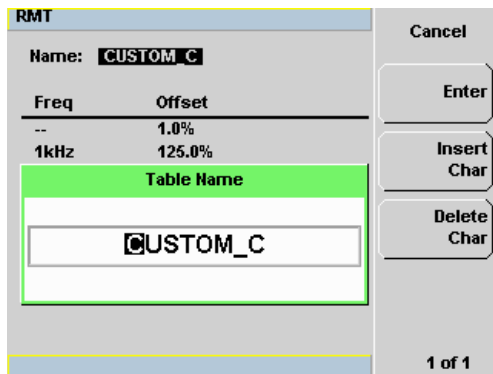 RMT
Name: CUSTOM_C
Freq Offset
-- 1.0%
1kHz 125.0%
Table Name
CUSTOM_C
Cancel
Enter
Insert
Char
Delete
Char
1 of 1